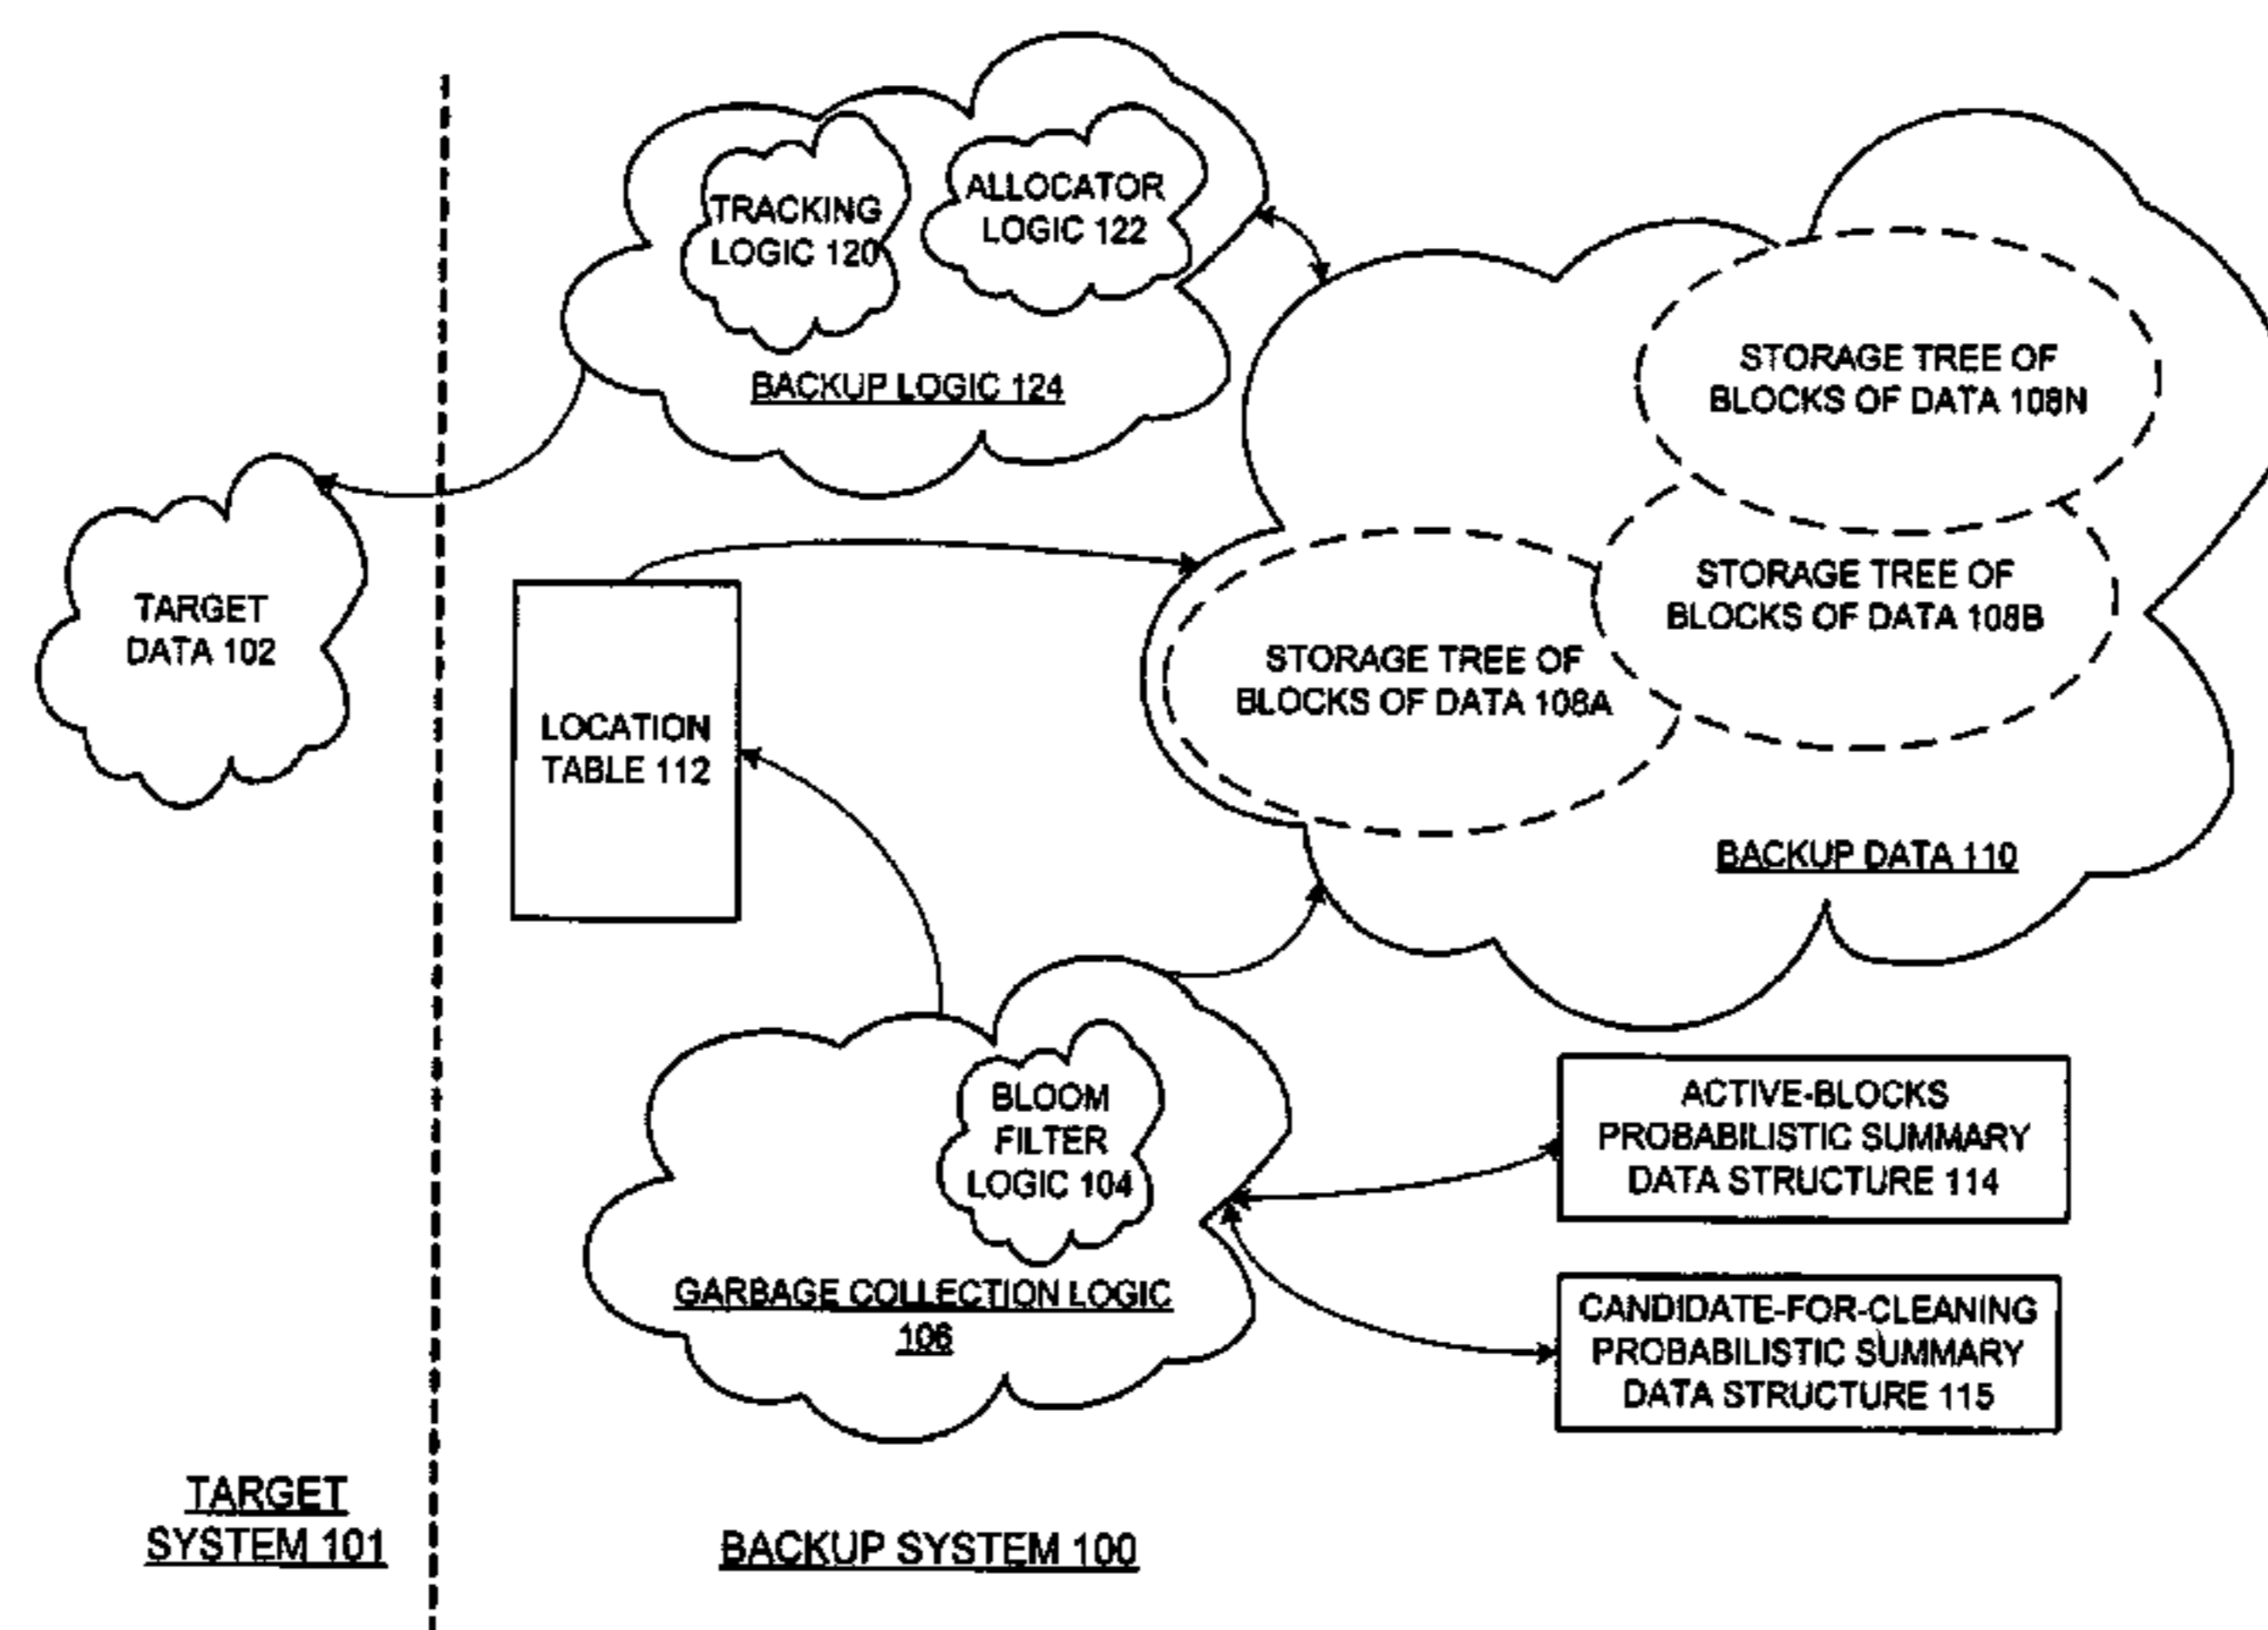 TRACKING
LOGIC 120
ALLOCATOR
LOGIC 122
BACKUP LOGIC 124
STORAGE TREE OF
BLOCKS OF DATA 108N
STORAGE TREE OF
BLOCKS OF DATA 108B
STORAGE TREE OF
BLOCKS OF DATA 108A
BACKUP DATA 110
TARGET
DATA 102
LOCATION
TABLE 112
BLOOM
FILTER
LOGIC 104
GARBAGE COLLECTION LOGIC
106
ACTIVE-BLOCKS
PROBABILISTIC SUMMARY
DATA STRUCTURE 114
CANDIDATE-FOR-CLEANING
PROBABILISTIC SUMMARY
DATA STRUCTURE 115
TARGET
SYSTEM 101
BACKUP SYSTEM 100